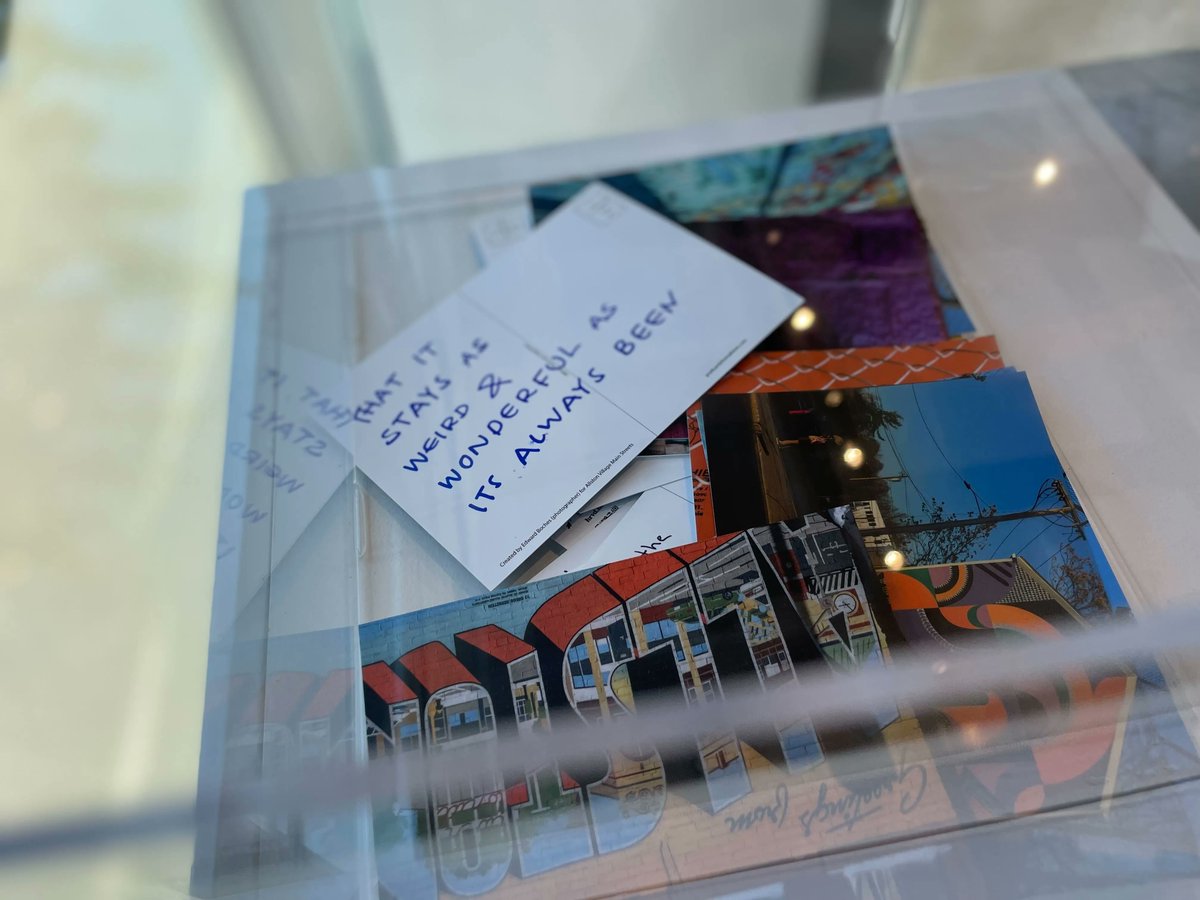 THAT IT
STAYS AS
WEIRD &
WONDERFUL AS
ITS ALWAYS BEEN
Created by Edward Boches (photographer) for Allston Village Main Streets
the
Greetings from